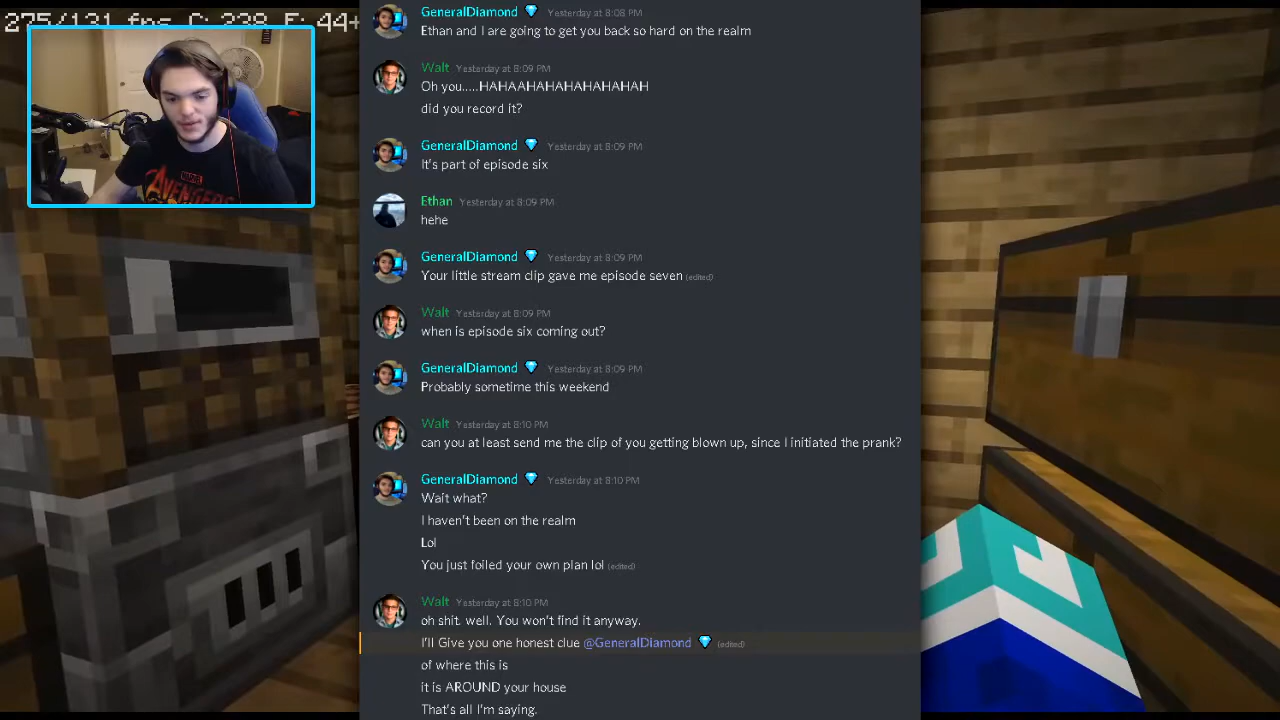 275/131 fps C: 238 E: 44+
GeneralDiamond Yesterday at 8:08 PM
Ethan and I are going to get you back so hard on the realm
Walt Yesterday at 8:09 PM
Oh you.....HAHAAHAHAHAHAHAHAH
did you record it?
GeneralDiamond Yesterday at 8:09 PM
It's part of episode six
Ethan Yesterday at 8:09 PM
hehe
GeneralDiamond Yesterday at 8:09 PM
Your little stream clip gave me episode seven (edited)
Walt Yesterday at 8:09 PM
when is episode six coming out?
GeneralDiamond Yesterday at 8:09 PM
Probably sometime this weekend
Walt Yesterday at 8:10 PM
can you at least send me the clip of you getting blown up, since I initiated the prank?
GeneralDiamond Yesterday at 8:10 PM
Wait what?
I haven't been on the realm
Lol
You just foiled your own plan lol (edited)
Walt Yesterday at 8:10 PM
oh shit. well. You won't find it anyway.
I'll Give you one honest clue @GeneralDiamond (edited)
of where this is
it is AROUND your house
That's all I'm saying.
MARVEL
AVENGERS